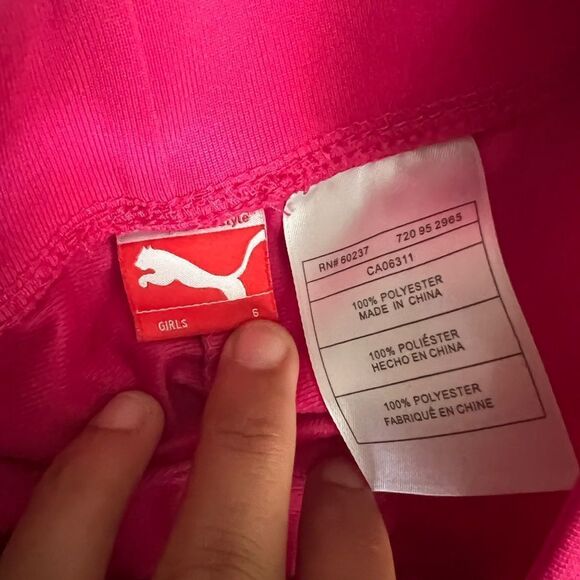 style
GIRLS 6
RN# 60237 720 95 2965
CA06311
100% POLYESTER
MADE IN CHINA
100% POLIÉSTER
HECHO EN CHINA
100% POLYESTER
FABRIQUÉ EN CHINE